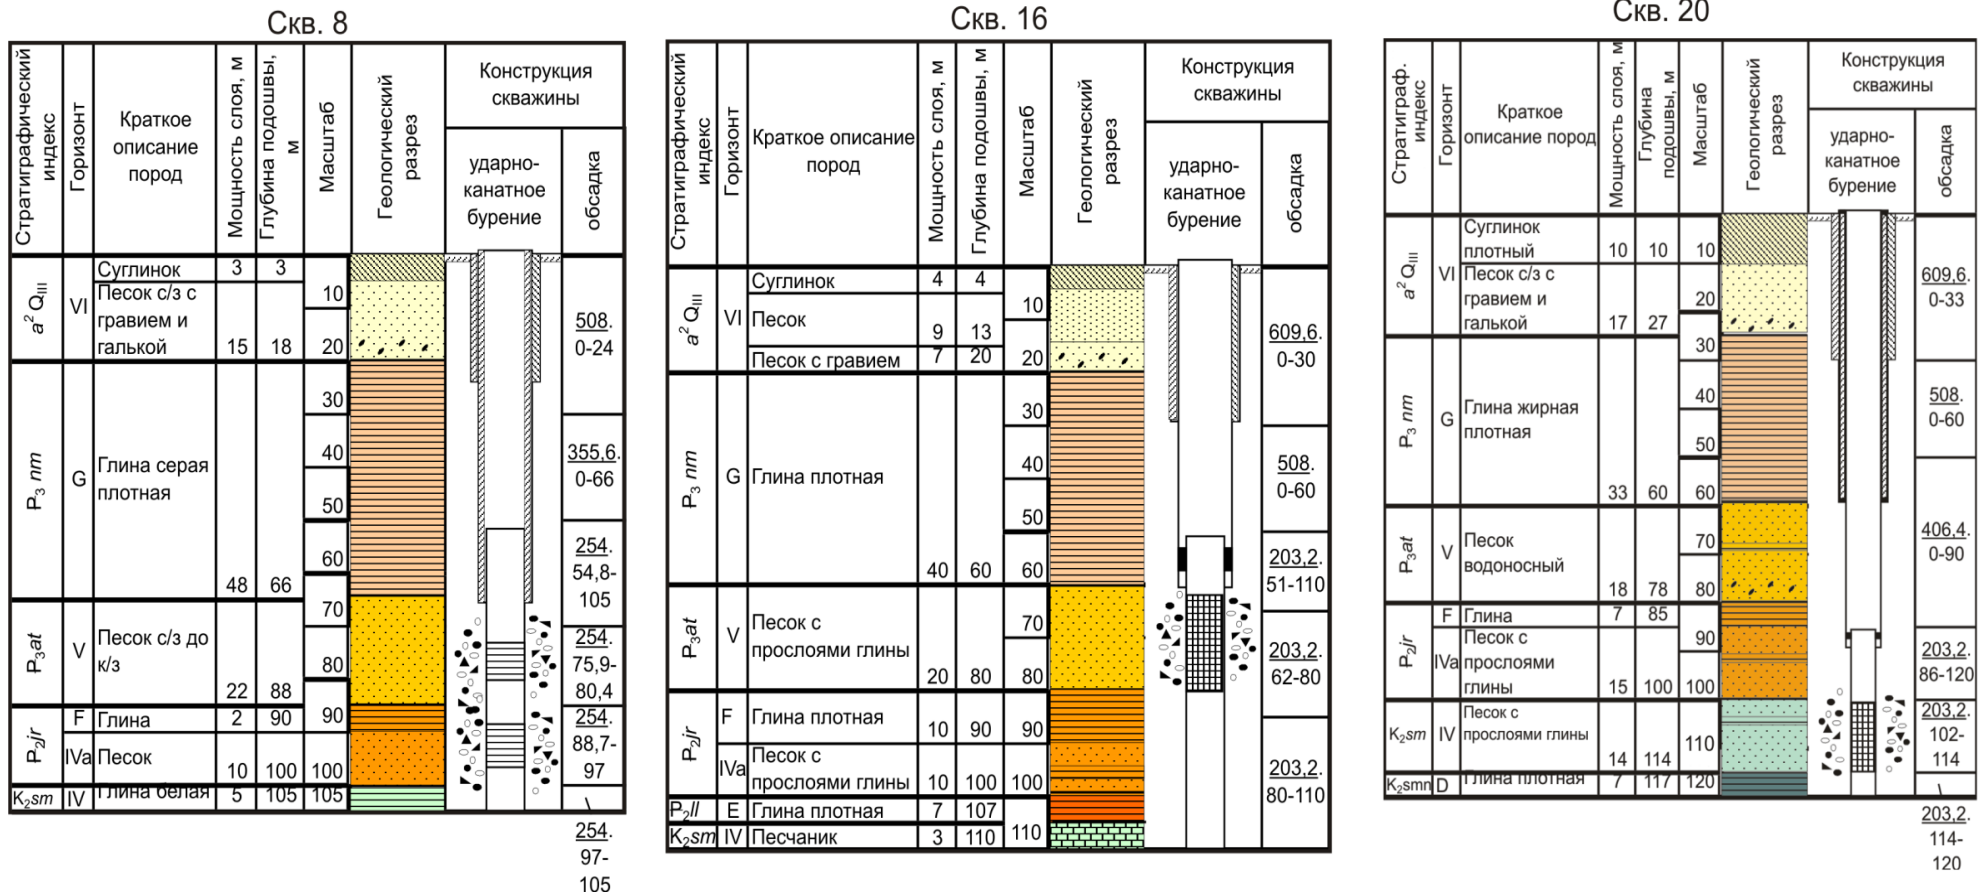 Скв. 8
Стратиграфический
индекс
Горизонт
Краткое
описание
пород
Мощность слоя, м
Глубина подошвы,
м
Масштаб
Геологический
разрез
Конструкция
скважины
ударно-
канатное
бурение
обсадка
a² QIII
VI
Суглинок
3
3
Песок с/з с
гравием и
галькой
15
18
10
20
508.
0-24
P₃ nm
G
Глина серая
плотная
48
66
30
40
50
60
355,6.
0-66
254.
54,8-
105
P₃at
V
Песок с/з до
к/з
22
88
70
80
254.
75,9-
80,4
P₂jr
F
Глина
2
90
90
IVa
Песок
10
100
100
254.
88,7-
97
K₂sm
IV
Глина белая
5
105
105
\
254.
97-
105
Скв. 16
Стратиграфический
индекс
Горизонт
Краткое описание
пород
Мощность слоя, м
Глубина подошвы, м
Масштаб
Геологический
разрез
Конструкция
скважины
ударно-
канатное
бурение
обсадка
a² QIII
VI
Суглинок
4
4
Песок
9
13
10
Песок с гравием
7
20
20
609,6.
0-30
P₃ nm
G
Глина плотная
40
60
30
40
50
60
508.
0-60
203,2.
51-110
P₃at
V
Песок с
прослоями глины
20
80
70
80
203,2.
62-80
P₂jr
F
Глина плотная
10
90
90
IVa
Песок с
прослоями глины
10
100
100
203,2.
80-110
P₂ll
E
Глина плотная
7
107
K₂sm
IV
Песчаник
3
110
110
Скв. 20
Стратиграф.
индекс
Горизонт
Краткое
описание пород
Мощность слоя, м
Глубина
подошвы, м
Масштаб
Геологический
разрез
Конструкция
скважины
ударно-
канатное
бурение
обсадка
a² QIII
VI
Суглинок
плотный
10
10
10
Песок с/з с
гравием и
галькой
17
27
20
609,6.
0-33
P₃ nm
G
Глина жирная
плотная
33
60
30
40
50
60
508.
0-60
P₃at
V
Песок
водоносный
18
78
70
80
406,4.
0-90
P₂jr
F
Глина
7
85
IVa
Песок с
прослоями
глины
15
100
90
100
203,2.
86-120
K₂sm
IV
Песок с
прослоями глины
14
114
110
203,2.
102-
114
K₂smn
D
Глина плотная
7
117
120
\
203,2.
114-
120